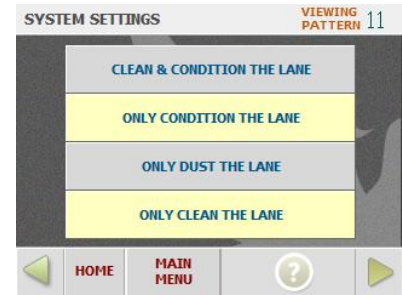 SYSTEM SETTINGS
VIEWING
PATTERN 11
CLEAN & CONDITION THE LANE
ONLY CONDITION THE LANE
ONLY DUST THE LANE
ONLY CLEAN THE LANE
HOME
MAIN
MENU
?